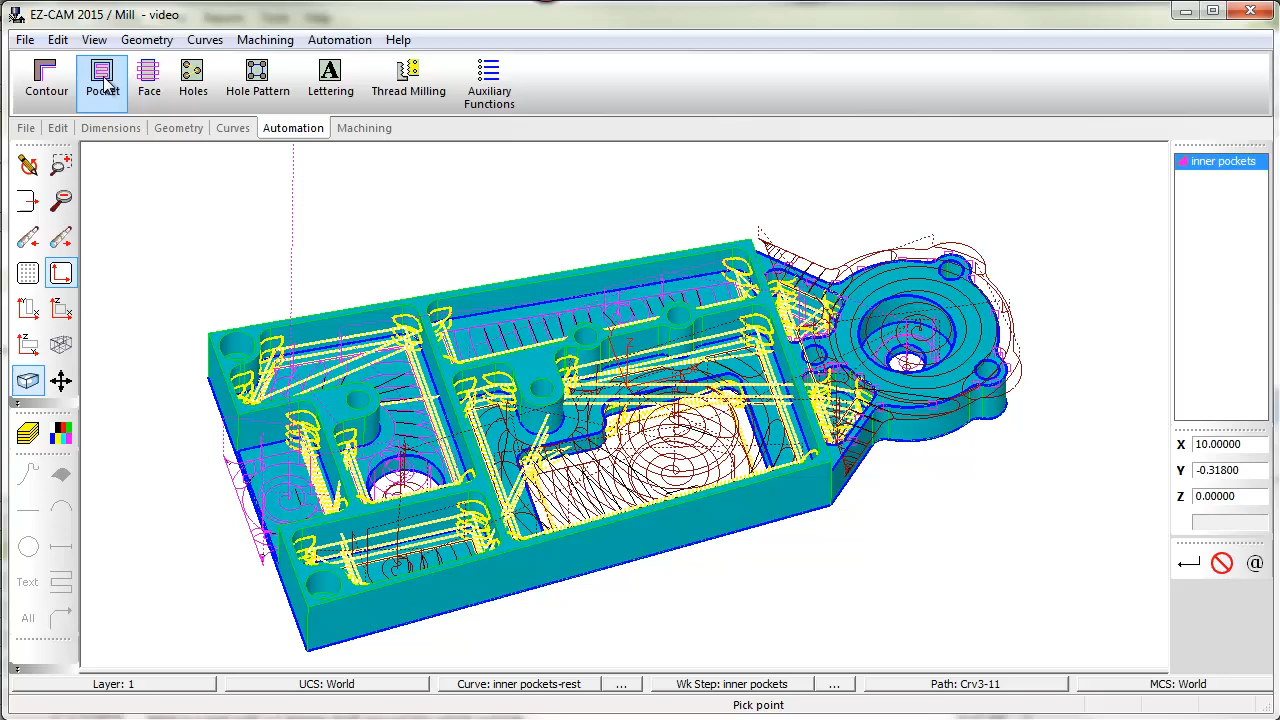 EZ-CAM 2015 / Mill - video
File Edit View Geometry Curves Machining Automation Help
Contour Pocket Face Holes Hole Pattern Lettering Thread Milling Auxiliary Functions
File Edit Dimensions Geometry Curves Automation Machining
inner pockets
X 10.00000
Y -0.31800
Z 0.00000
@
Text
All
Layer: 1 UCS: World Curve: inner pockets-rest ... Wk Step: inner pockets ... Path: Crv3-11 MCS: World
Pick point